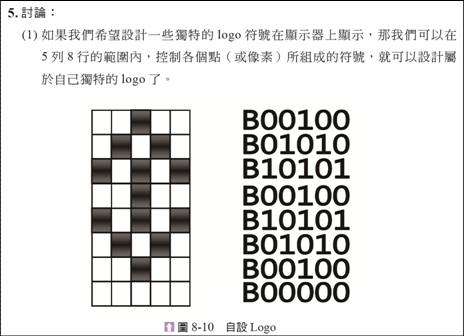 5. 討論：
(1) 如果我們希望設計一些獨特的 logo 符號在顯示器上顯示，那我們可以在
5 列 8 行的範圍內，控制各個點（或像素）所組成的符號，就可以設計屬
於自己獨特的 logo 了。
B00100
B01010
B10101
B00100
B10101
B01010
B00100
B00000
圖 8-10 自設 Logo